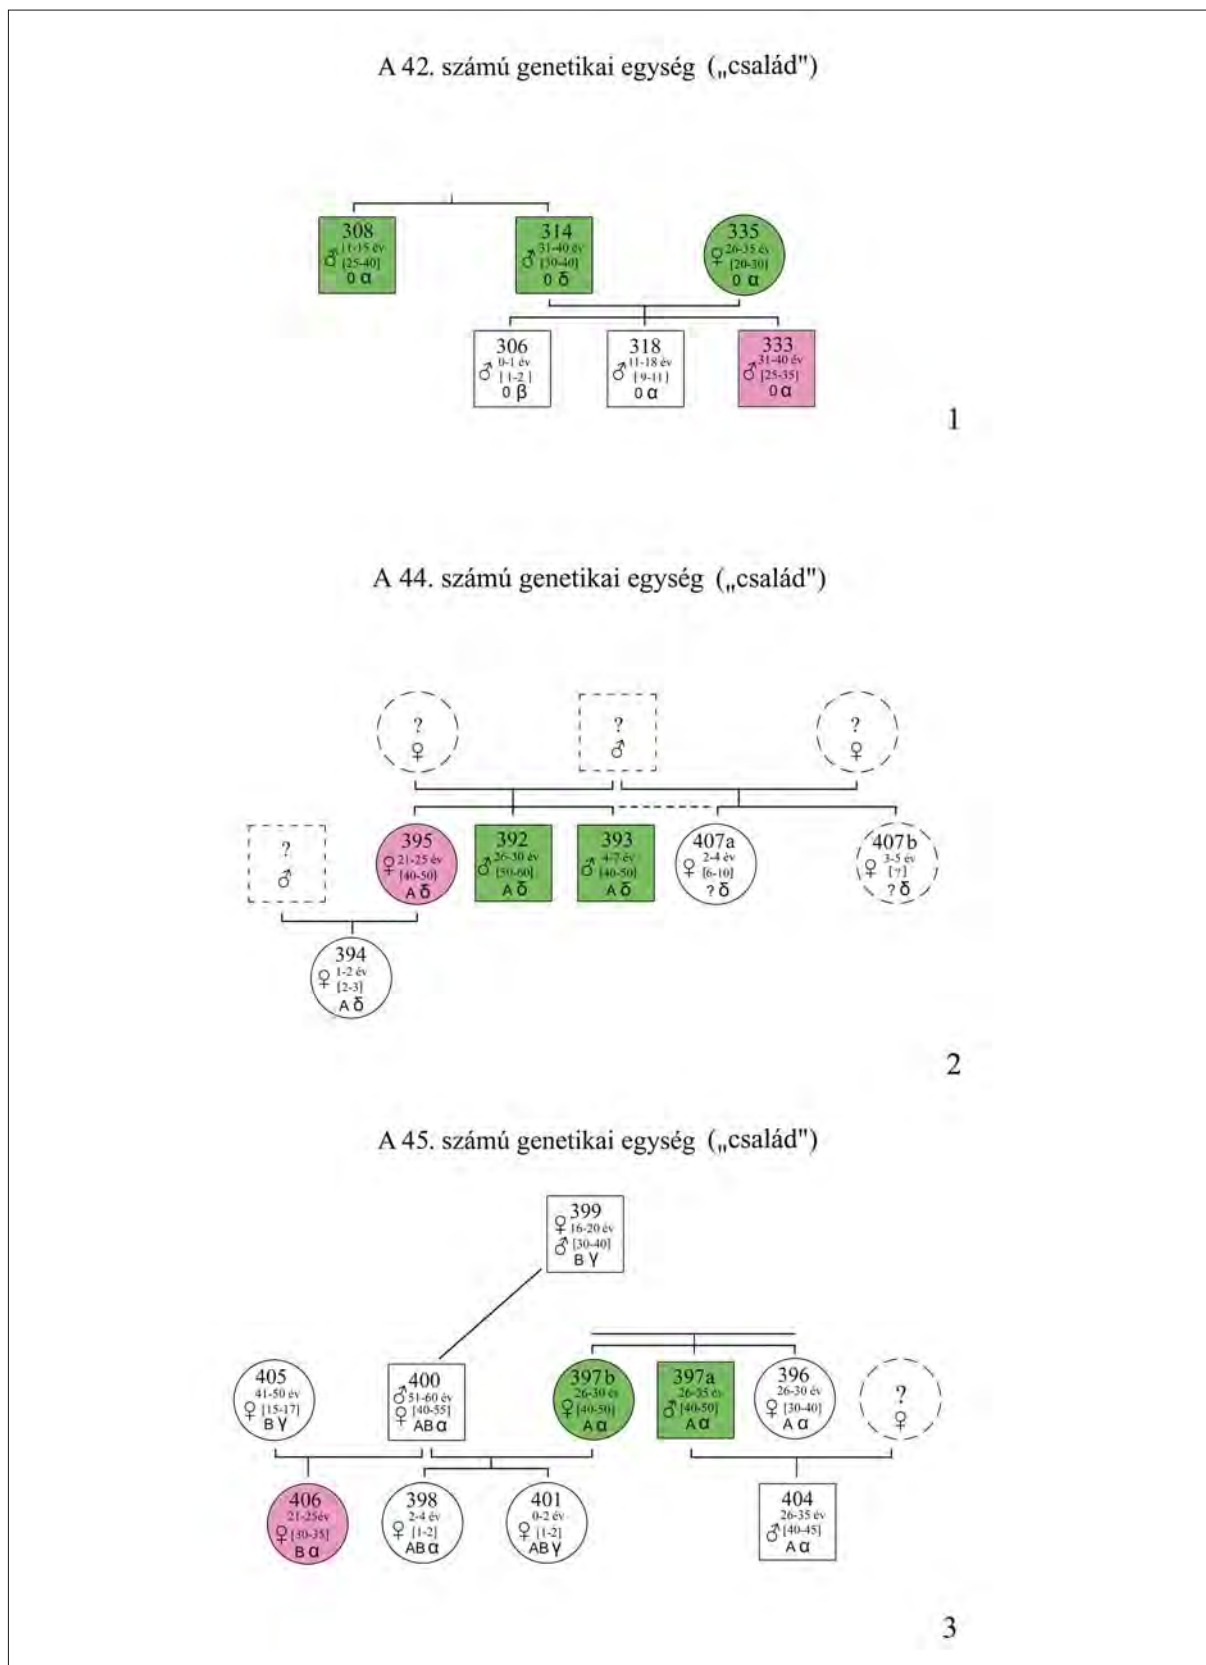 A 42. számú genetikai egység („család")
308 314 335
♂ 11-15 év ♂ 31-40 év ♀ 26-35 év
[25-40] [30-40] [20-30]
0 α 0 δ 0 α
306 318 333
♂ 0-1 év ♂ 11-18 év ♂ 31-40 év
[1-2] [9-11] [25-35]
0 β 0 α 0 α
1
A 44. számú genetikai egység („család")
? ? ?
♀ ♂ ♀
395 392 393 407a 407b
♀ 21-25 év ♂ 26-30 év ♂ 4-7 év ♀ 2-4 év ♀ 3-5 év
[40-50] [50-60] [40-50] [6-10] [?]
A δ A δ A δ ? δ ? δ
?
♂
394
♀ 1-2 év
[2-3]
A δ
2
A 45. számú genetikai egység („család")
399
♀ 16-20 év
♂ [30-40]
B γ
405 400 397b 397a 396 ?
41-50 év ♂ 51-60 év 26-30 év 26-35 év 26-30 év ♀
♀ [15-17] ♀ [40-55] ♀ [40-50] ♂ [40-50] ♀ [30-40]
B γ AB α A α A α A α
406 398 401 404
21-25év 2-4 év 0-2 év 26-35 év
♀ [30-35] ♀ [1-2] ♀ [1-2] ♂ [40-45]
B α AB α AB γ A α
3